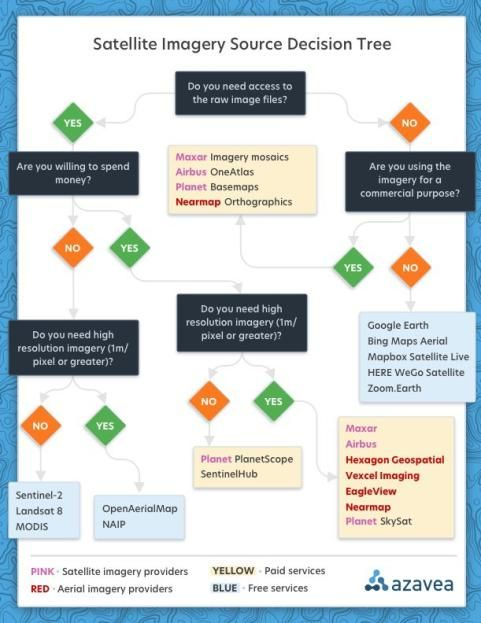 Satellite Imagery Source Decision Tree
Do you need access to
the raw image files?
YES
NO
Are you willing to spend
money?
Maxar Imagery mosaics
Airbus OneAtlas
Planet Basemaps
Nearmap Orthographics
Are you using the
imagery for a
commercial purpose?
NO
YES
YES
NO
Do you need high
resolution imagery (1m/
pixel or greater)?
Do you need high
resolution imagery (1m/
pixel or greater)?
Google Earth
Bing Maps Aerial
Mapbox Satellite Live
HERE WeGo Satellite
Zoom.Earth
NO
YES
NO
YES
Planet PlanetScope
SentinelHub
Maxar
Airbus
Hexagon Geospatial
Vexcel Imaging
EagleView
Nearmap
Planet SkySat
Sentinel-2
Landsat 8
MODIS
OpenAerialMap
NAIP
PINK - Satellite imagery providers
YELLOW - Paid services
RED - Aerial imagery providers
BLUE - Free services
azavea